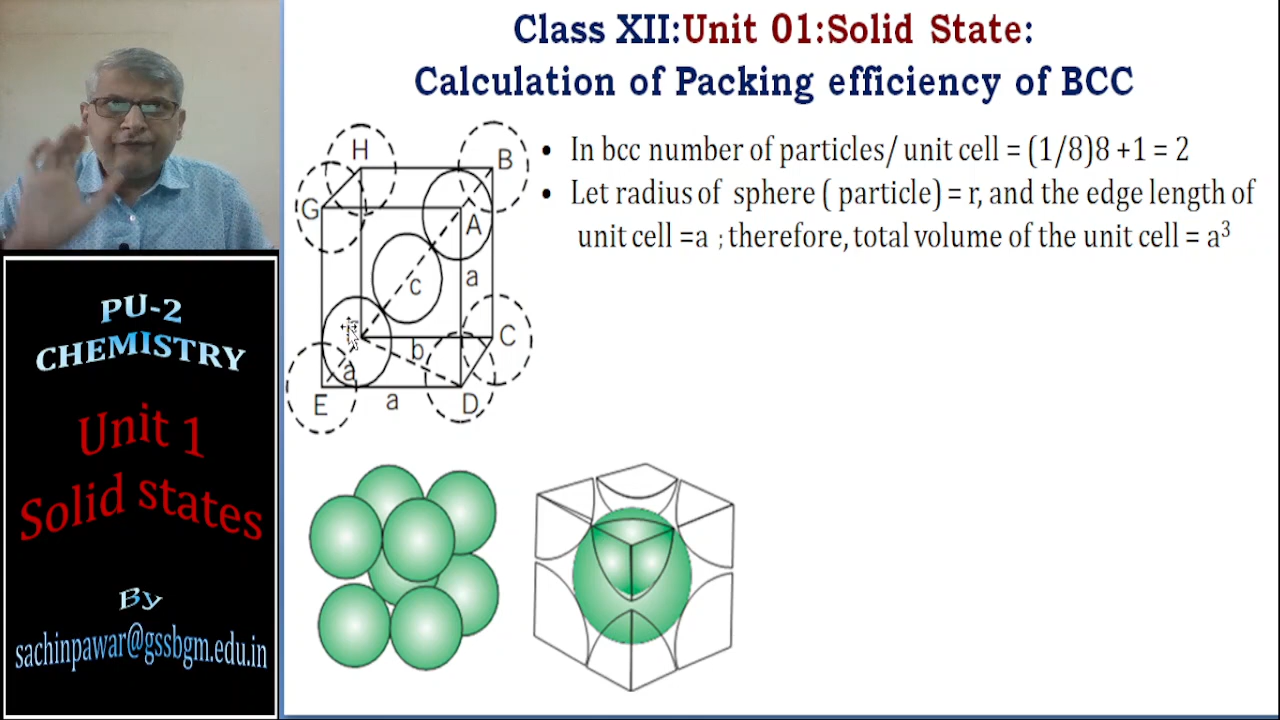 Class XII:Unit 01:Solid State:
Calculation of Packing efficiency of BCC
• In bcc number of particles/ unit cell = (1/8)8 +1 = 2
• Let radius of sphere ( particle) = r, and the edge length of
unit cell =a ; therefore, total volume of the unit cell = a³
H
B
G
A
c
a
C
b
a
E
a
D
PU-2
CHEMISTRY
Unit 1
Solid states
By
sachinpawar@gssbgm.edu.in